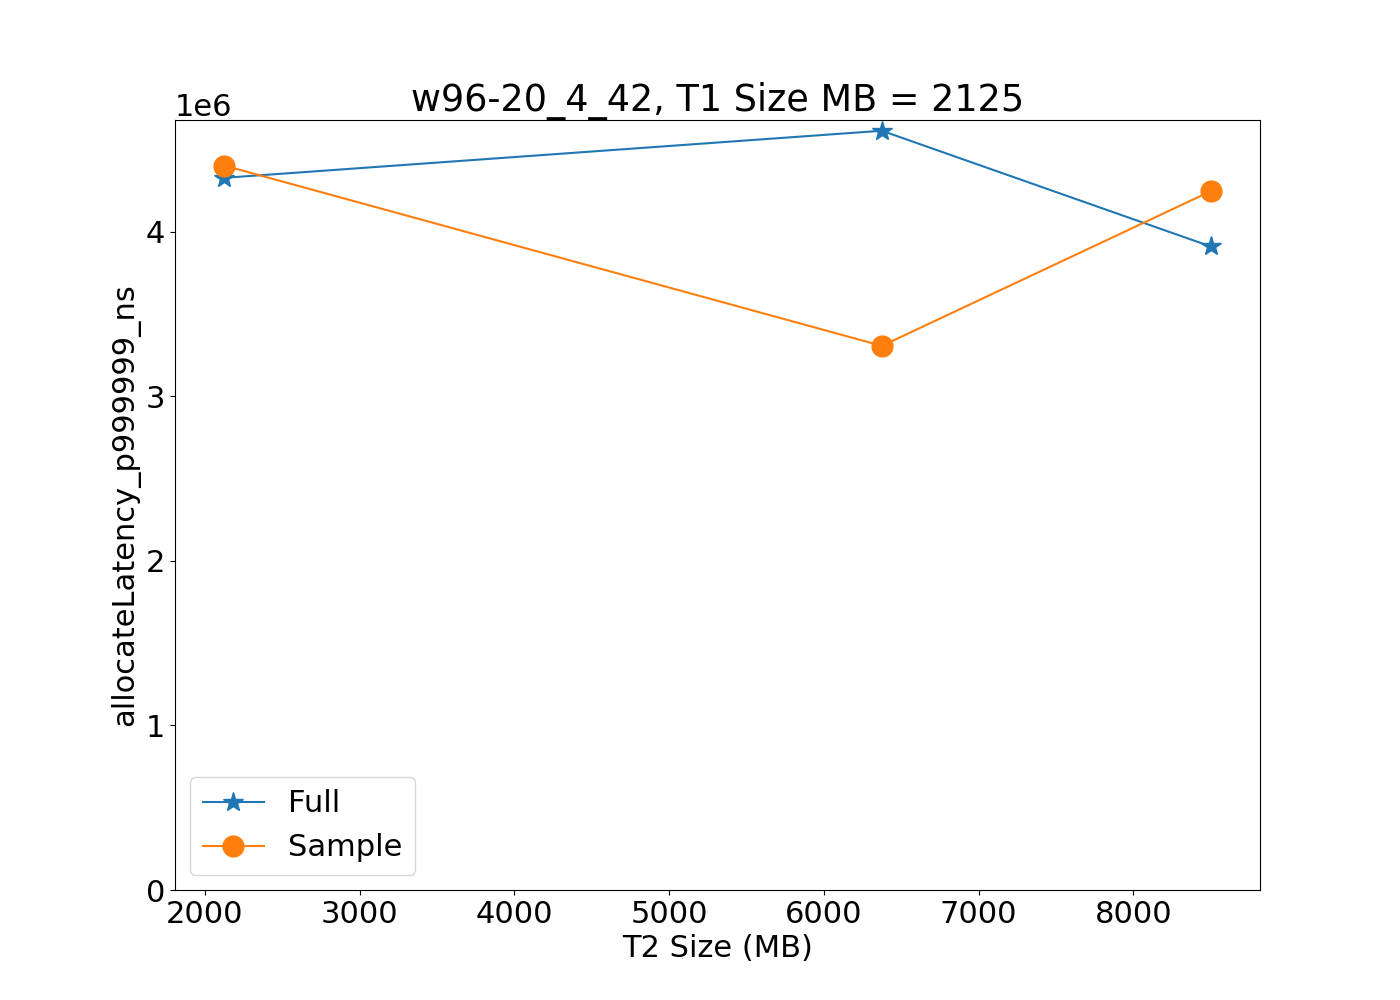 w96-20_4_42, T1 Size MB = 2125
1e6
4
3
2
1
0
allocateLatency_p999999_ns
Full
Sample
2000 3000 4000 5000 6000 7000 8000
T2 Size (MB)